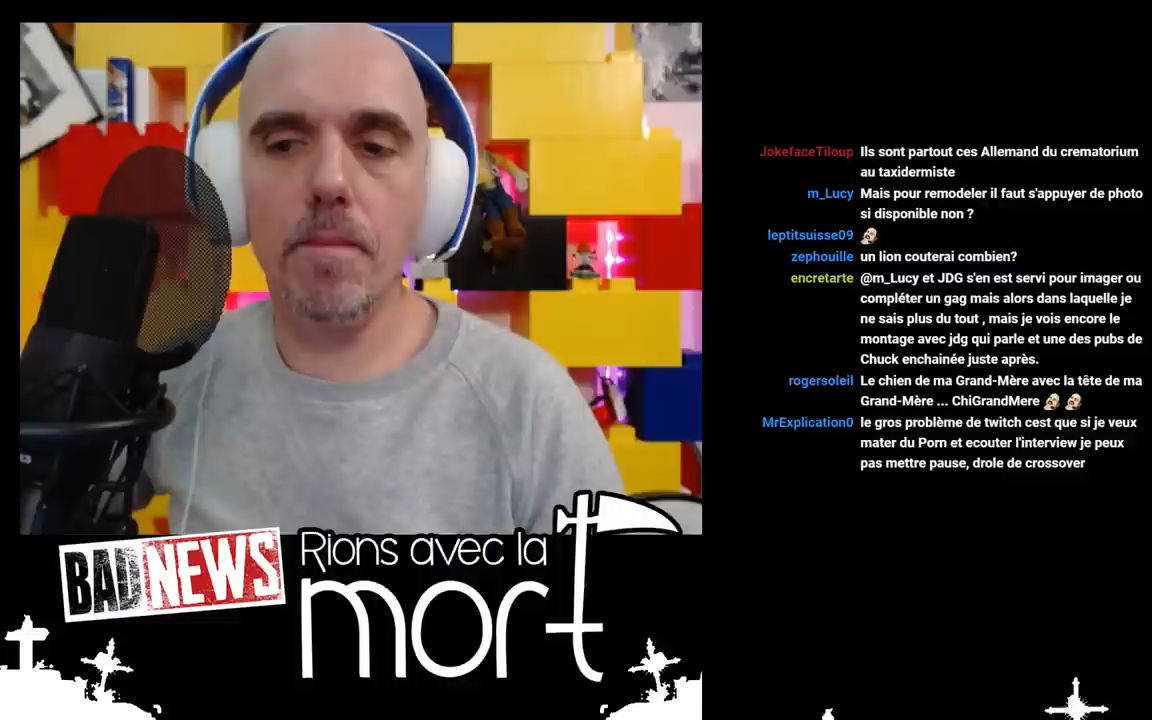 JokefaceTiloup Ils sont partout ces Allemand du crematorium
au taxidermiste
m_Lucy Mais pour remodeler il faut s'appuyer de photo
si disponible non ?
leptitsuisse09
zephouille un lion couterai combien?
encretarte @m_Lucy et JDG s'en est servi pour imager ou
compléter un gag mais alors dans laquelle je
ne sais plus du tout , mais je vois encore le
montage avec jdg qui parle et une des pubs de
Chuck enchainée juste après.
rogersoleil Le chien de ma Grand-Mère avec la tête de ma
Grand-Mère ... ChiGrandMere
MrExplication0 le gros problème de twitch cest que si je veux
mater du Porn et ecouter l'interview je peux
pas mettre pause, drole de crossover
BAD NEWS
Rions avec la
mort